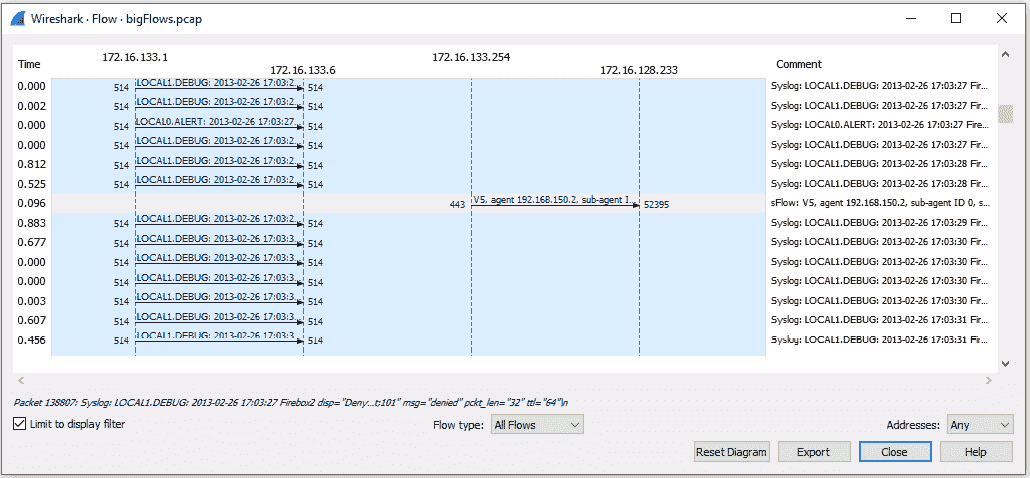 Wireshark · Flow · bigFlows.pcap
172.16.133.1 172.16.133.254
Time 172.16.133.6 172.16.128.233 Comment
0.000 514 LOCAL1.DEBUG: 2013-02-26 17:03:2... 514 Syslog: LOCAL1.DEBUG: 2013-02-26 17:03:27 Fir...
0.002 514 LOCAL1.DEBUG: 2013-02-26 17:03:2... 514 Syslog: LOCAL1.DEBUG: 2013-02-26 17:03:27 Fir...
0.000 514 LOCAL0.ALERT: 2013-02-26 17:03:27... 514 Syslog: LOCAL0.ALERT: 2013-02-26 17:03:27 Fire...
0.000 514 LOCAL1.DEBUG: 2013-02-26 17:03:2... 514 Syslog: LOCAL1.DEBUG: 2013-02-26 17:03:27 Fir...
0.812 514 LOCAL1.DEBUG: 2013-02-26 17:03:2... 514 Syslog: LOCAL1.DEBUG: 2013-02-26 17:03:28 Fir...
0.525 514 LOCAL1.DEBUG: 2013-02-26 17:03:2... 514 Syslog: LOCAL1.DEBUG: 2013-02-26 17:03:28 Fir...
0.096 443 V5, agent 192.168.150.2, sub-agent I... 52395 sFlow: V5, agent 192.168.150.2, sub-agent ID 0, s...
0.883 514 LOCAL1.DEBUG: 2013-02-26 17:03:2... 514 Syslog: LOCAL1.DEBUG: 2013-02-26 17:03:29 Fir...
0.677 514 LOCAL1.DEBUG: 2013-02-26 17:03:3... 514 Syslog: LOCAL1.DEBUG: 2013-02-26 17:03:30 Fir...
0.000 514 LOCAL1.DEBUG: 2013-02-26 17:03:3... 514 Syslog: LOCAL1.DEBUG: 2013-02-26 17:03:30 Fir...
0.000 514 LOCAL1.DEBUG: 2013-02-26 17:03:3... 514 Syslog: LOCAL1.DEBUG: 2013-02-26 17:03:30 Fir...
0.003 514 LOCAL1.DEBUG: 2013-02-26 17:03:3... 514 Syslog: LOCAL1.DEBUG: 2013-02-26 17:03:30 Fir...
0.607 514 LOCAL1.DEBUG: 2013-02-26 17:03:3... 514 Syslog: LOCAL1.DEBUG: 2013-02-26 17:03:31 Fir...
0.456 514 LOCAL1.DEBUG: 2013-02-26 17:03:3... 514 Syslog: LOCAL1.DEBUG: 2013-02-26 17:03:31 Fir...
Packet 138807: Syslog: LOCAL1.DEBUG: 2013-02-26 17:03:27 Firebox2 disp="Deny...t;101" msg="denied" pckt_len="32" ttl="64"\n
Limit to display filter Flow type: All Flows Addresses: Any
Reset Diagram Export Close Help